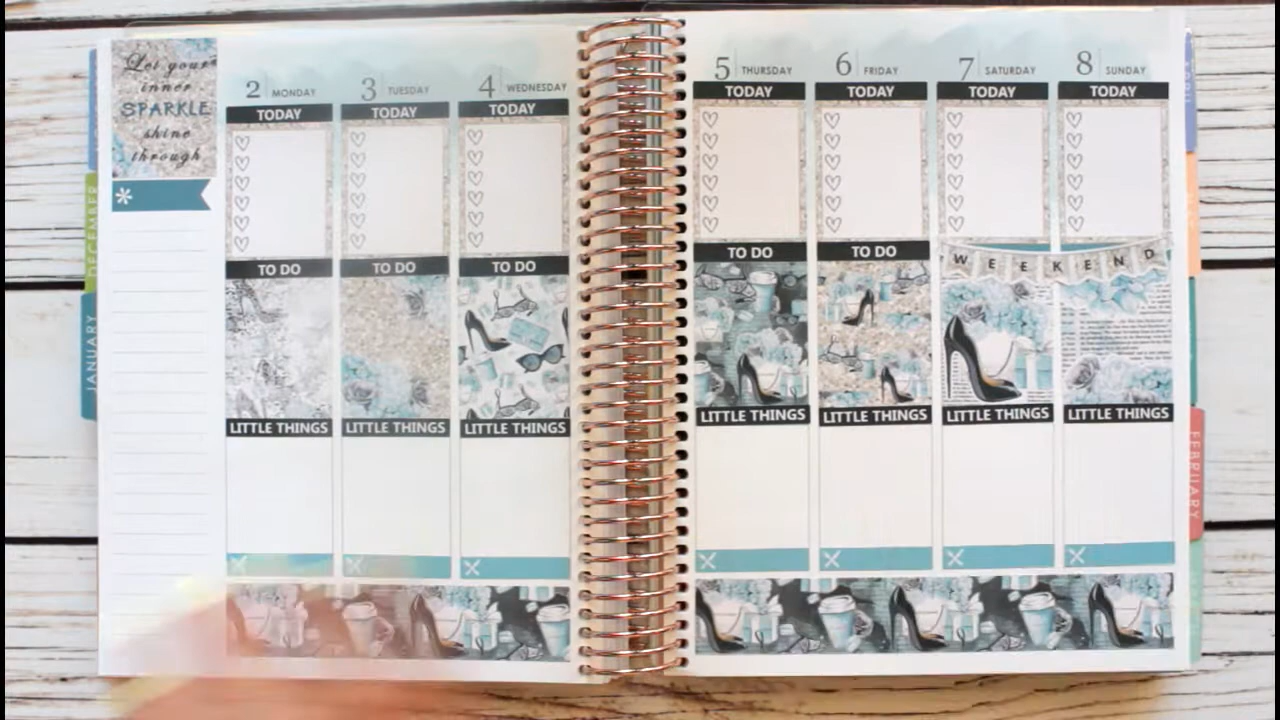 Let your
inner
SPARKLE
shine
through
DECEMBER
JANUARY
2 MONDAY
3 TUESDAY
4 WEDNESDAY
TODAY
TODAY
TODAY
TO DO
TO DO
TO DO
LITTLE THINGS
LITTLE THINGS
LITTLE THINGS
5 THURSDAY
6 FRIDAY
7 SATURDAY
8 SUNDAY
TODAY
TODAY
TODAY
TODAY
TO DO
TO DO
WEEKEND
LITTLE THINGS
LITTLE THINGS
LITTLE THINGS
LITTLE THINGS
FEBRUARY